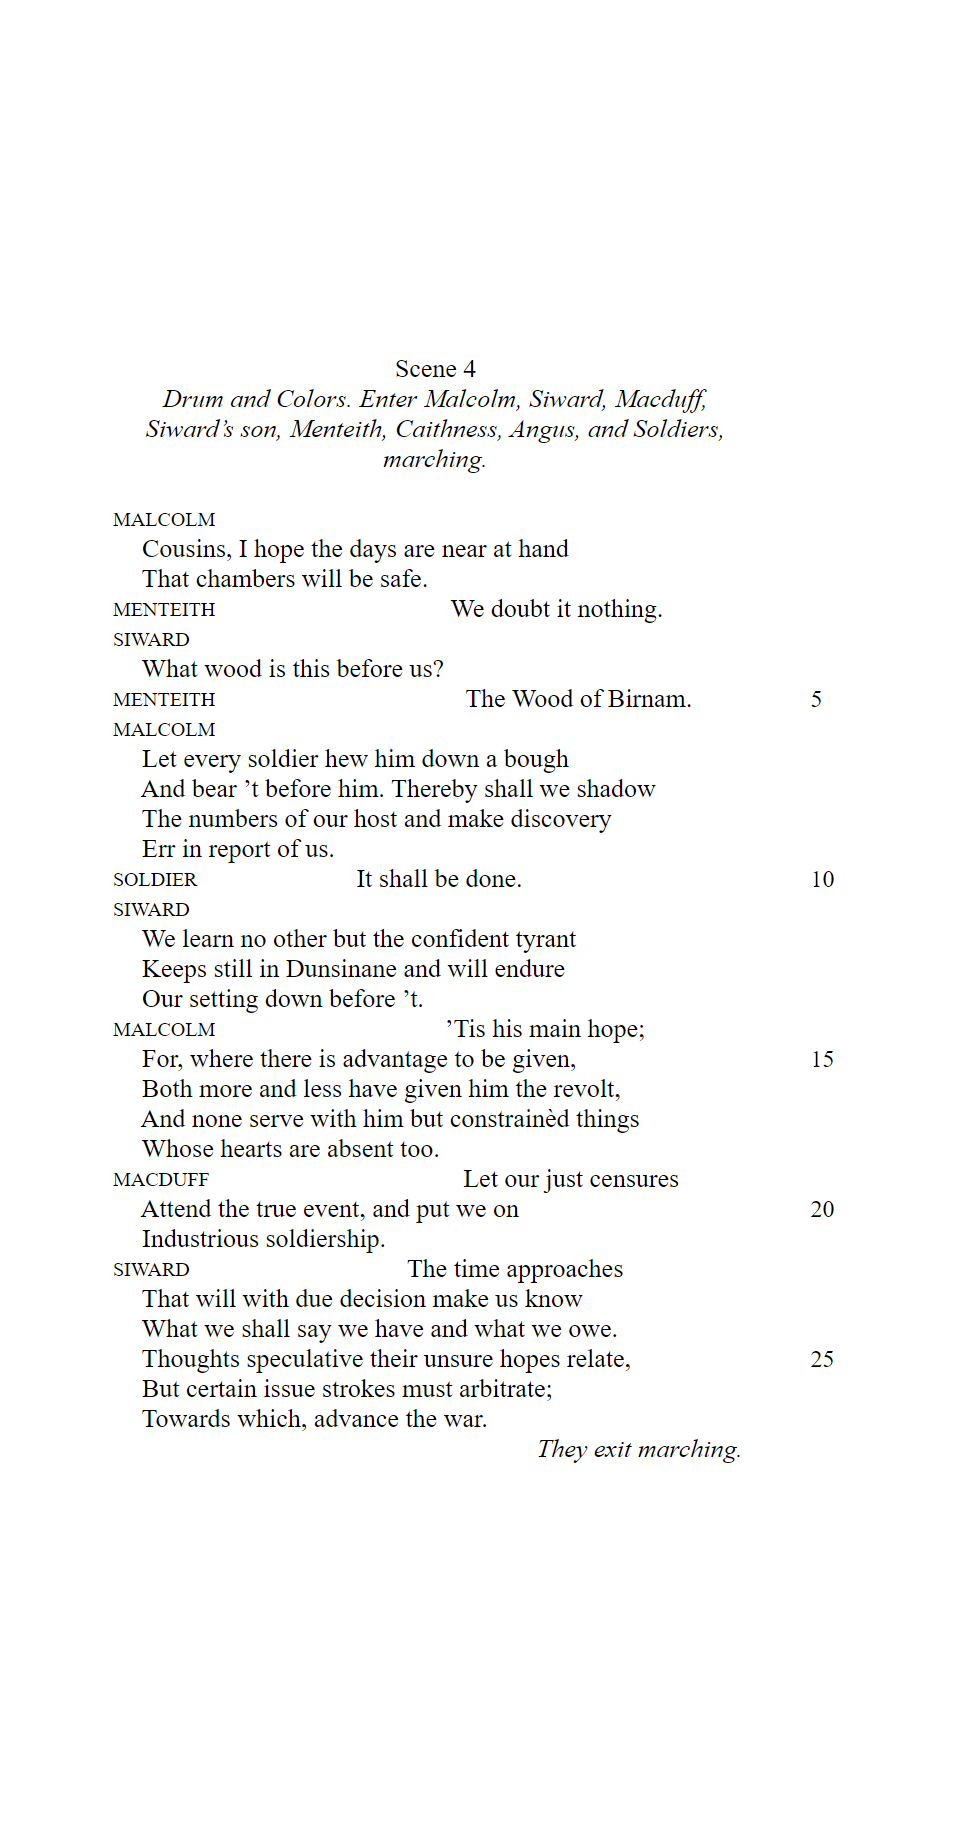 Scene 4
Drum and Colors. Enter Malcolm, Siward, Macduff,
Siward’s son, Menteith, Caithness, Angus, and Soldiers,
marching.
MALCOLM
Cousins, I hope the days are near at hand
That chambers will be safe.
MENTEITH We doubt it nothing.
SIWARD
What wood is this before us?
MENTEITH The Wood of Birnam. 5
MALCOLM
Let every soldier hew him down a bough
And bear ’t before him. Thereby shall we shadow
The numbers of our host and make discovery
Err in report of us.
SOLDIER It shall be done. 10
SIWARD
We learn no other but the confident tyrant
Keeps still in Dunsinane and will endure
Our setting down before ’t.
MALCOLM ’Tis his main hope;
For, where there is advantage to be given, 15
Both more and less have given him the revolt,
And none serve with him but constrainèd things
Whose hearts are absent too.
MACDUFF Let our just censures
Attend the true event, and put we on 20
Industrious soldiership.
SIWARD The time approaches
That will with due decision make us know
What we shall say we have and what we owe.
Thoughts speculative their unsure hopes relate, 25
But certain issue strokes must arbitrate;
Towards which, advance the war.
They exit marching.